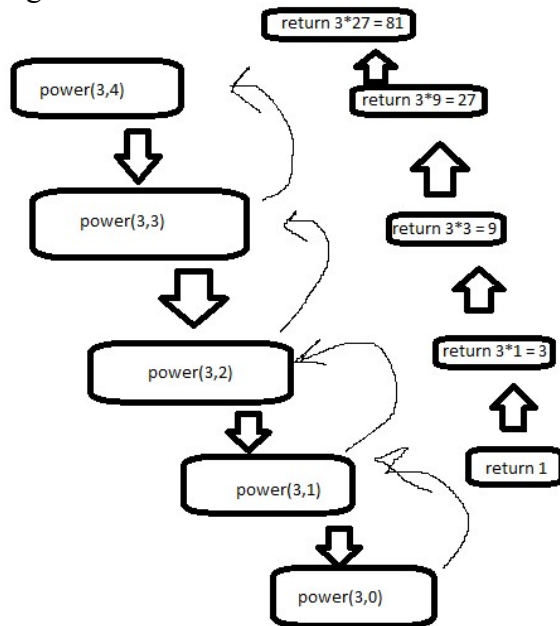 return 3*27 = 81
power(3,4)
return 3*9 = 27
power(3,3)
return 3*3 = 9
return 3*1 = 3
power(3,2)
return 1
power(3,1)
power(3,0)